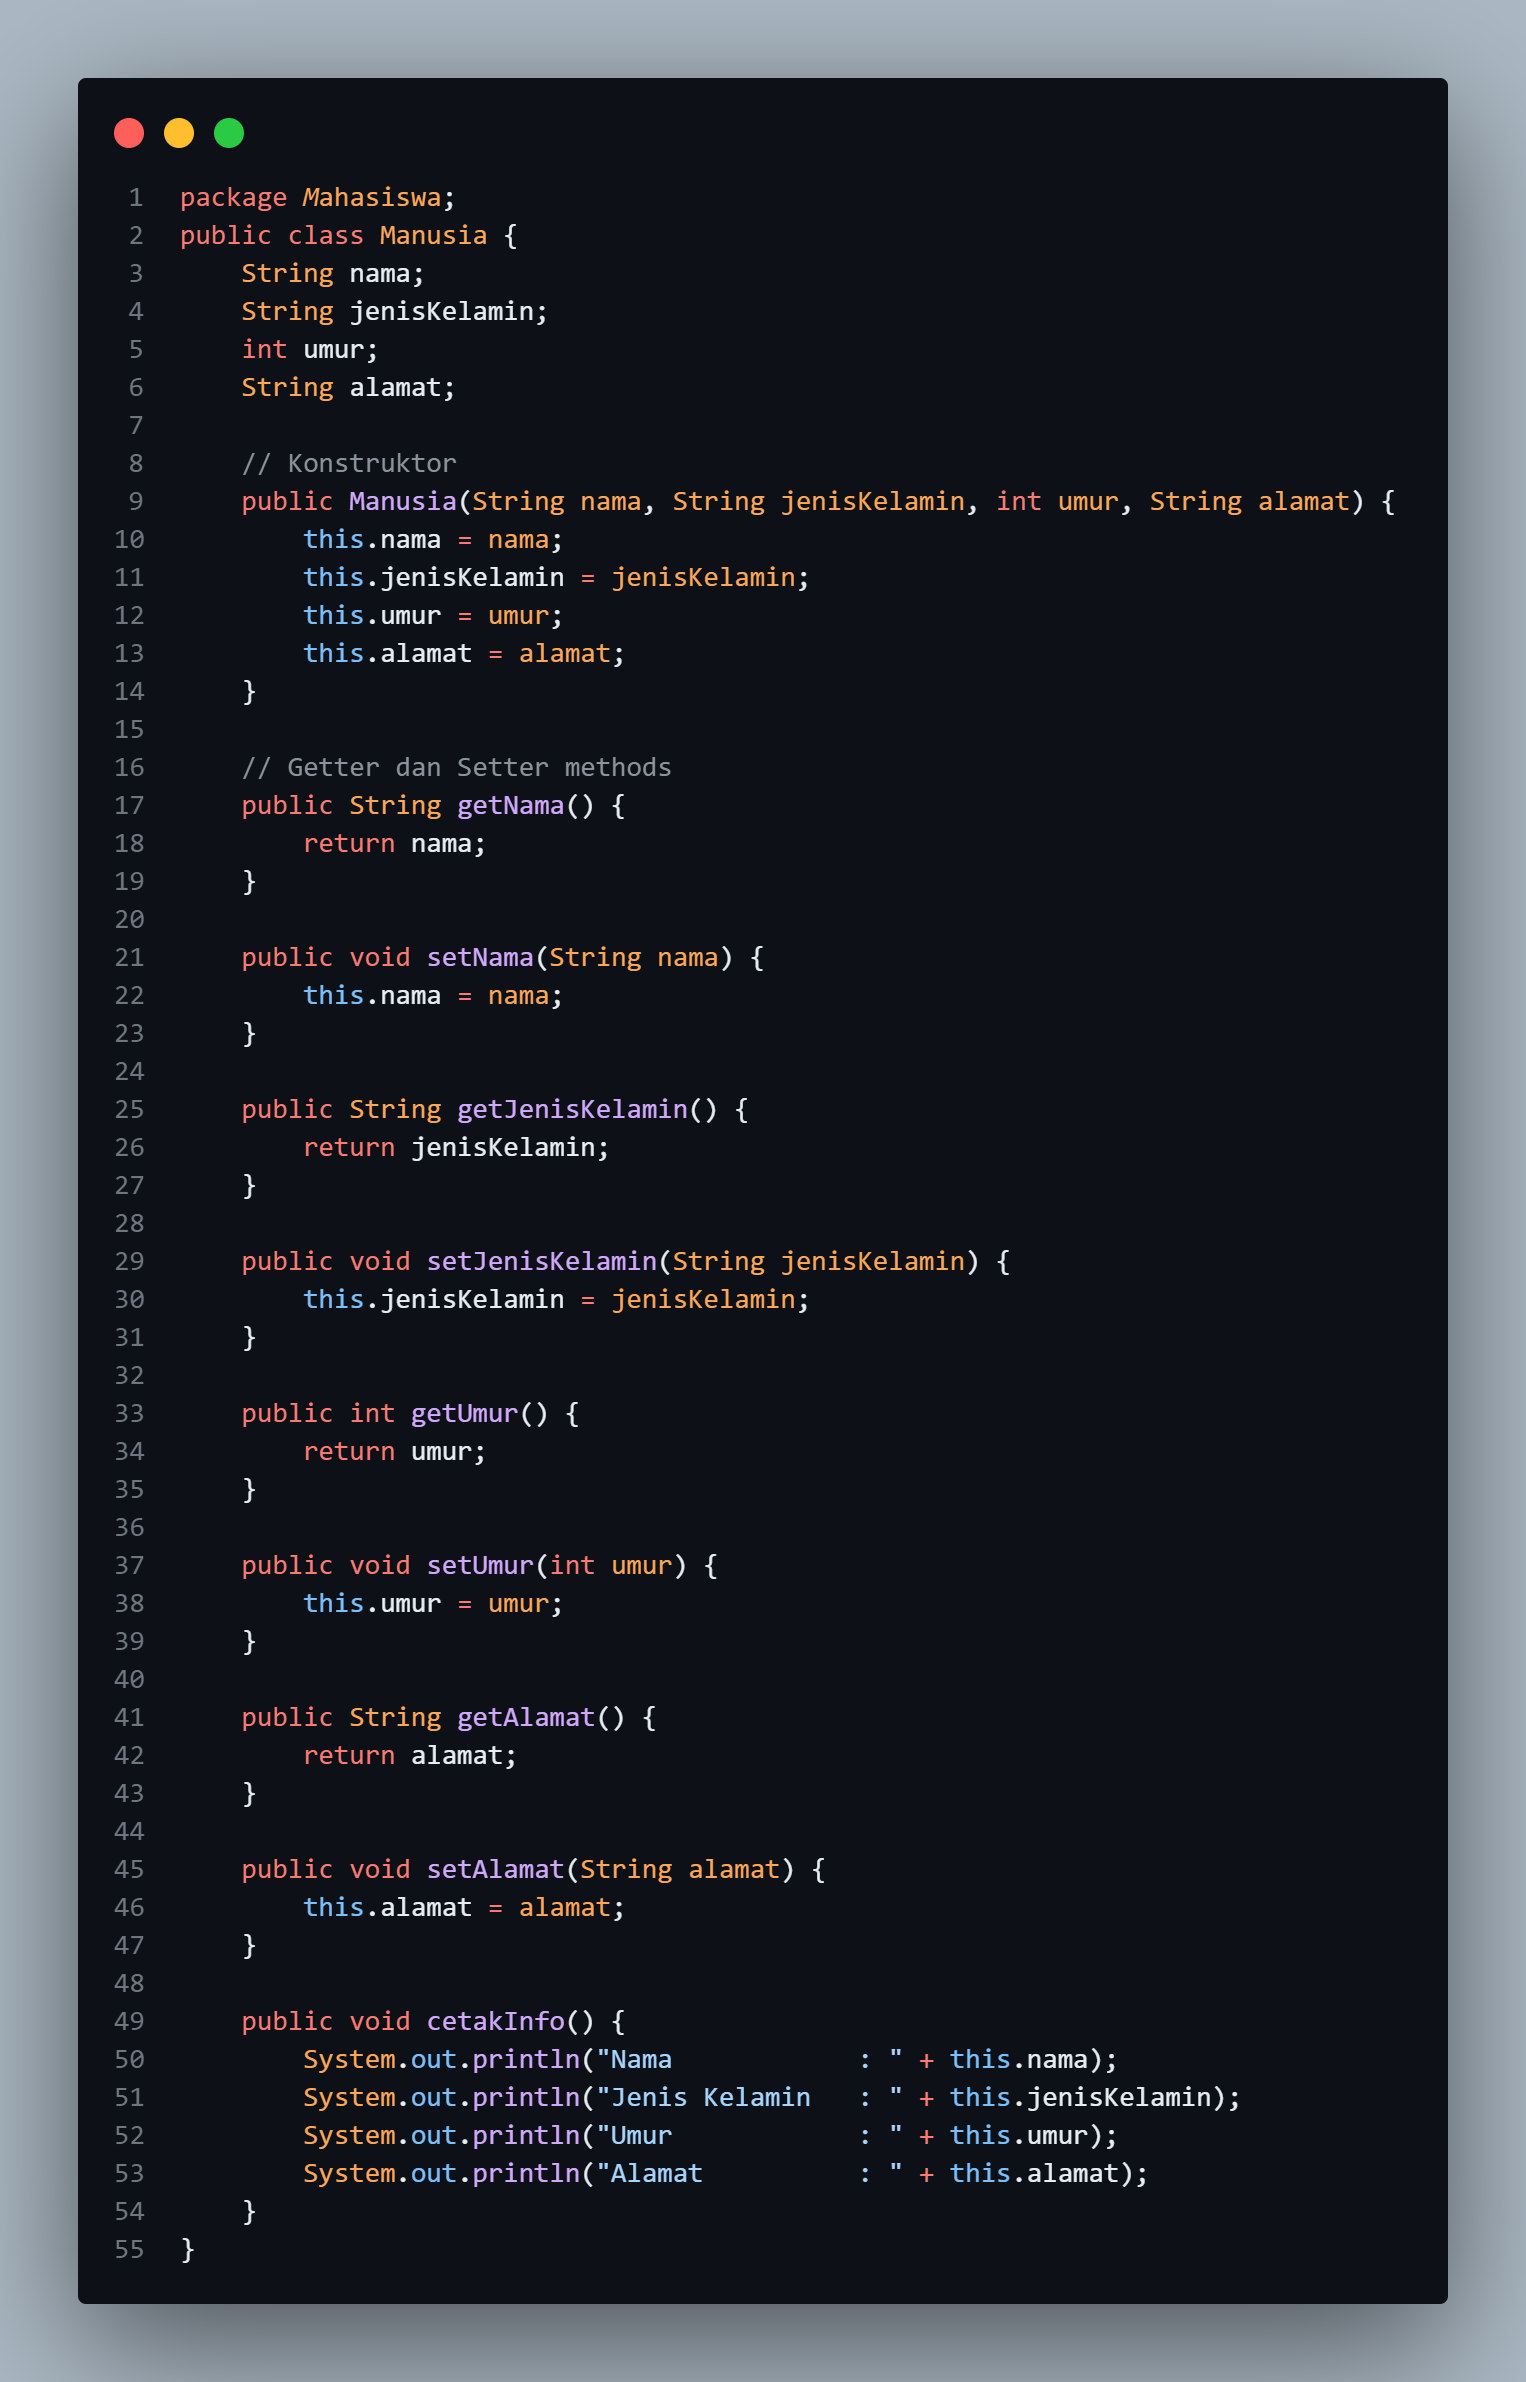 1 package Mahasiswa;
2 public class Manusia {
3     String nama;
4     String jenisKelamin;
5     int umur;
6     String alamat;
7
8     // Konstruktor
9     public Manusia(String nama, String jenisKelamin, int umur, String alamat) {
10         this.nama = nama;
11         this.jenisKelamin = jenisKelamin;
12         this.umur = umur;
13         this.alamat = alamat;
14     }
15
16     // Getter dan Setter methods
17     public String getNama() {
18         return nama;
19     }
20
21     public void setNama(String nama) {
22         this.nama = nama;
23     }
24
25     public String getJenisKelamin() {
26         return jenisKelamin;
27     }
28
29     public void setJenisKelamin(String jenisKelamin) {
30         this.jenisKelamin = jenisKelamin;
31     }
32
33     public int getUmur() {
34         return umur;
35     }
36
37     public void setUmur(int umur) {
38         this.umur = umur;
39     }
40
41     public String getAlamat() {
42         return alamat;
43     }
44
45     public void setAlamat(String alamat) {
46         this.alamat = alamat;
47     }
48
49     public void cetakInfo() {
50         System.out.println("Nama            : " + this.nama);
51         System.out.println("Jenis Kelamin   : " + this.jenisKelamin);
52         System.out.println("Umur            : " + this.umur);
53         System.out.println("Alamat          : " + this.alamat);
54     }
55 }